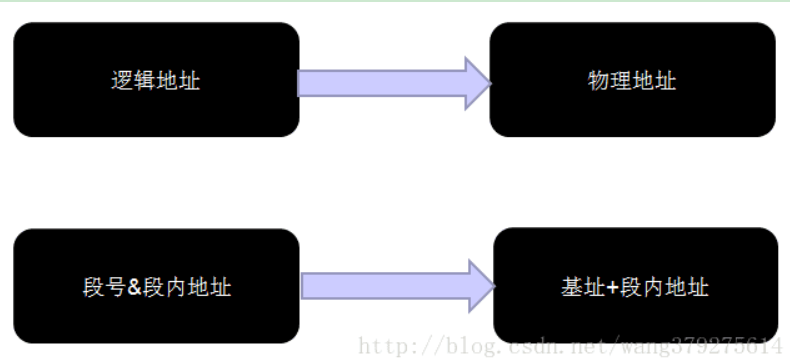 逻辑地址
物理地址
段号&段内地址
基址+段内地址
http://blog.csdn.net/wang379275614